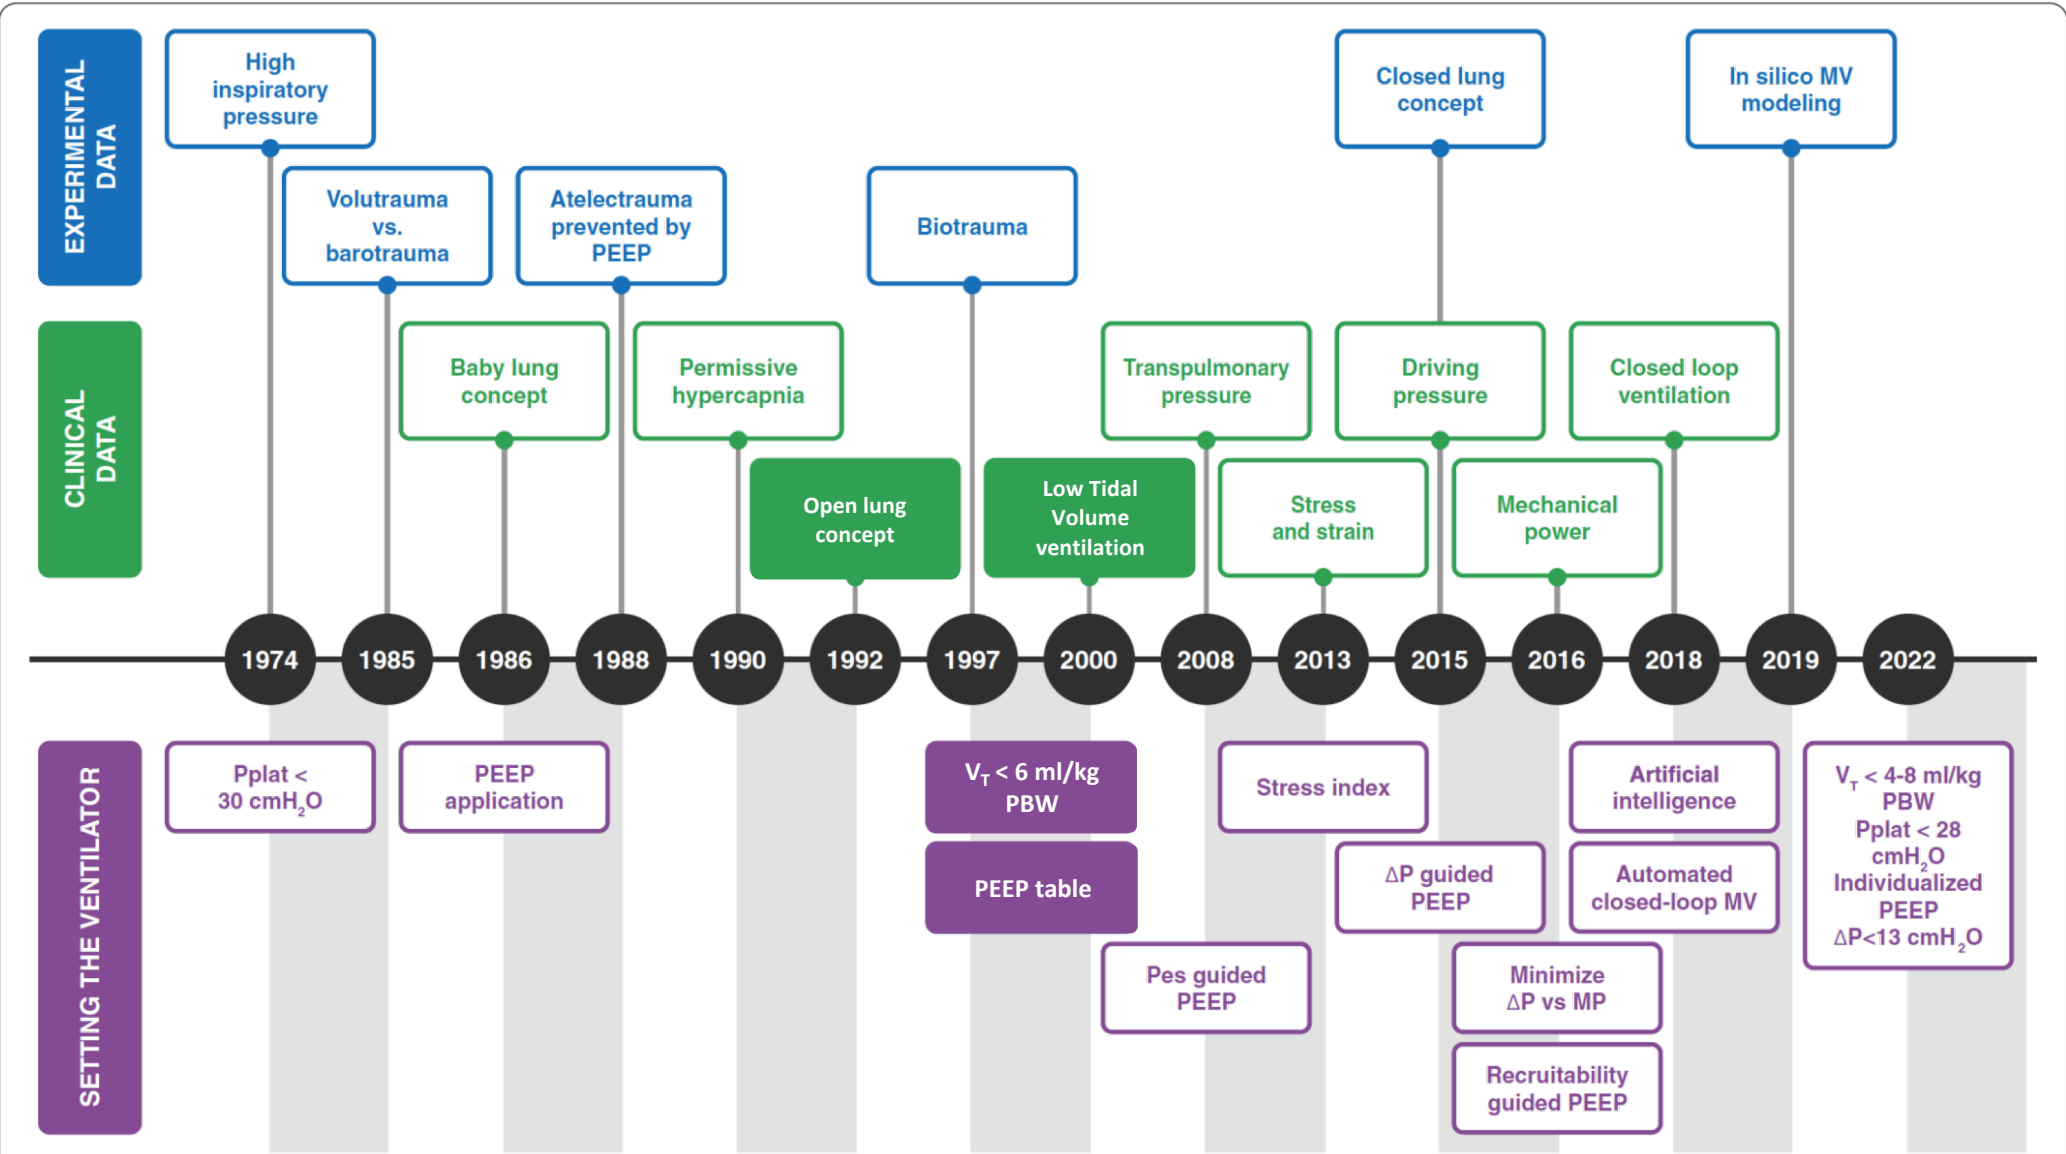 EXPERIMENTAL
DATA
High
inspiratory
pressure
Closed lung
concept
In silico MV
modeling
Volutrauma
vs.
barotrauma
Atelectrauma
prevented by
PEEP
Biotrauma
CLINICAL
DATA
Baby lung
concept
Permissive
hypercapnia
Transpulmonary
pressure
Driving
pressure
Closed loop
ventilation
Open lung
concept
Low Tidal
Volume
ventilation
Stress
and strain
Mechanical
power
1974 1985 1986 1988 1990 1992 1997 2000 2008 2013 2015 2016 2018 2019 2022
SETTING THE VENTILATOR
Pplat <
30 cmH₂O
PEEP
application
V_T < 6 ml/kg
PBW
Stress index
Artificial
intelligence
V_T < 4-8 ml/kg
PBW
Pplat < 28
cmH₂O
Individualized
PEEP
ΔP<13 cmH₂O
PEEP table
ΔP guided
PEEP
Automated
closed-loop MV
Pes guided
PEEP
Minimize
ΔP vs MP
Recruitability
guided PEEP